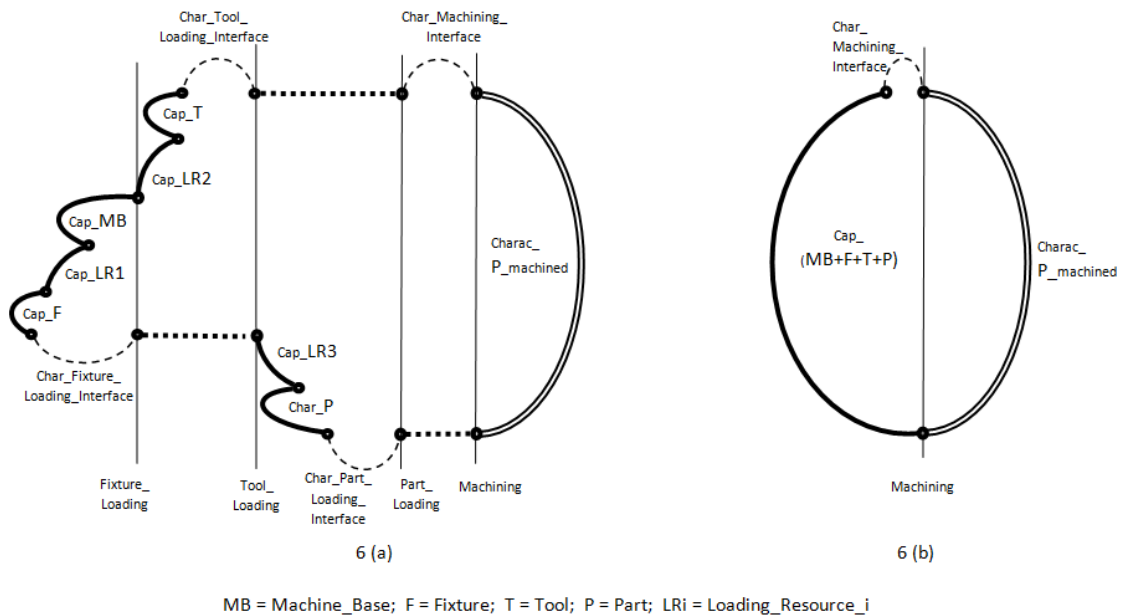 Char_Tool_
Loading_Interface
Char_Machining_
Interface
Cap_T
Cap_LR2
Cap_MB
Cap_LR1
Cap_F
Char_Fixture_
Loading_Interface
Cap_LR3
Char_P
Char_Part_
Loading_
Interface
Charac_
P_machined
Fixture_
Loading
Tool_
Loading
Part_
Loading
Machining
6 (a)
Char_
Machining_
Interface
Cap_
(MB+F+T+P)
Charac_
P_machined
Machining
6 (b)
MB = Machine_Base; F = Fixture; T = Tool; P = Part; LRi = Loading_Resource_i